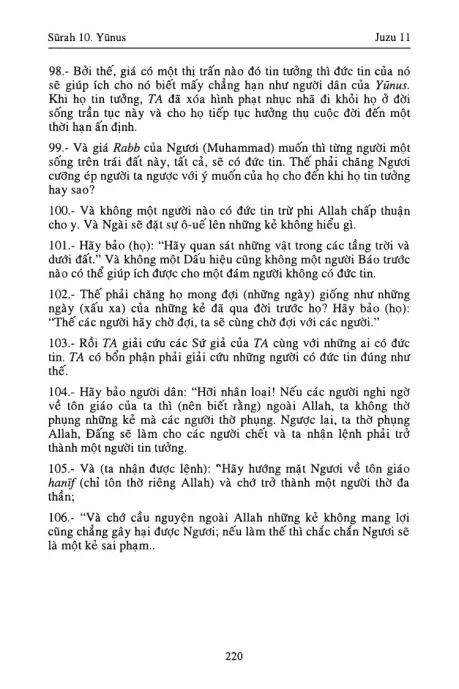 Sūrah 10. Yūnus Juzu 11
98.- Bởi thế, giá có một thị trấn nào đó tin tưởng thì đức tin của nó
sẽ giúp ích cho nó biết mấy chẳng hạn như người dân của Yūnus.
Khi họ tin tưởng, TA đã xóa hình phạt nhục nhã đi khỏi họ ở đời
sống trần tục này và cho họ tiếp tục hưởng thụ cuộc đời đến một
thời hạn ấn định.
99.- Và giá Rabb của Ngươi (Muhammad) muốn thì từng người một
sống trên trái đất này, tất cả, sẽ có đức tin. Thế phải chăng Ngươi
cưỡng ép người ta ngược với ý muốn của họ cho đến khi họ tin tưởng
hay sao?
100.- Và không một người nào có đức tin trừ phi Allah chấp thuận
cho y. Và Ngài sẽ đặt sự ô-uế lên những kẻ không hiểu gì.
101.- Hãy bảo (họ): “Hãy quan sát những vật trong các tầng trời và
dưới đất.” Và không một Dấu hiệu cũng không một người Báo trước
nào có thể giúp ích được cho một đám người không có đức tin.
102.- Thế phải chăng họ mong đợi (những ngày) giống như những
ngày (xấu xa) của những kẻ đã qua đời trước họ? Hãy bảo (họ):
“Thế các người hãy chờ đợi, ta sẽ cùng chờ đợi với các người.”
103.- Rồi TA giải cứu các Sứ giả của TA cùng với những ai có đức
tin. TA có bổn phận phải giải cứu những người có đức tin đúng như
thế.
104.- Hãy bảo người dân: “Hỡi nhân loại! Nếu các người nghi ngờ
về tôn giáo của ta thì (nên biết rằng) ngoài Allah, ta không thờ
phụng những kẻ mà các người thờ phụng. Ngược lại, ta thờ phụng
Allah, Đấng sẽ làm cho các người chết và ta nhận lệnh phải trở
thành một người tin tưởng.
105.- Và (ta nhận được lệnh): “Hãy hướng mặt Ngươi về tôn giáo
hanīf (chỉ tôn thờ riêng Allah) và chớ trở thành một người thờ đa
thần;
106.- “Và chớ cầu nguyện ngoài Allah những kẻ không mang lợi
cũng chẳng gây hại được Ngươi; nếu làm thế thì chắc chắn Ngươi sẽ
là một kẻ sai phạm..
220